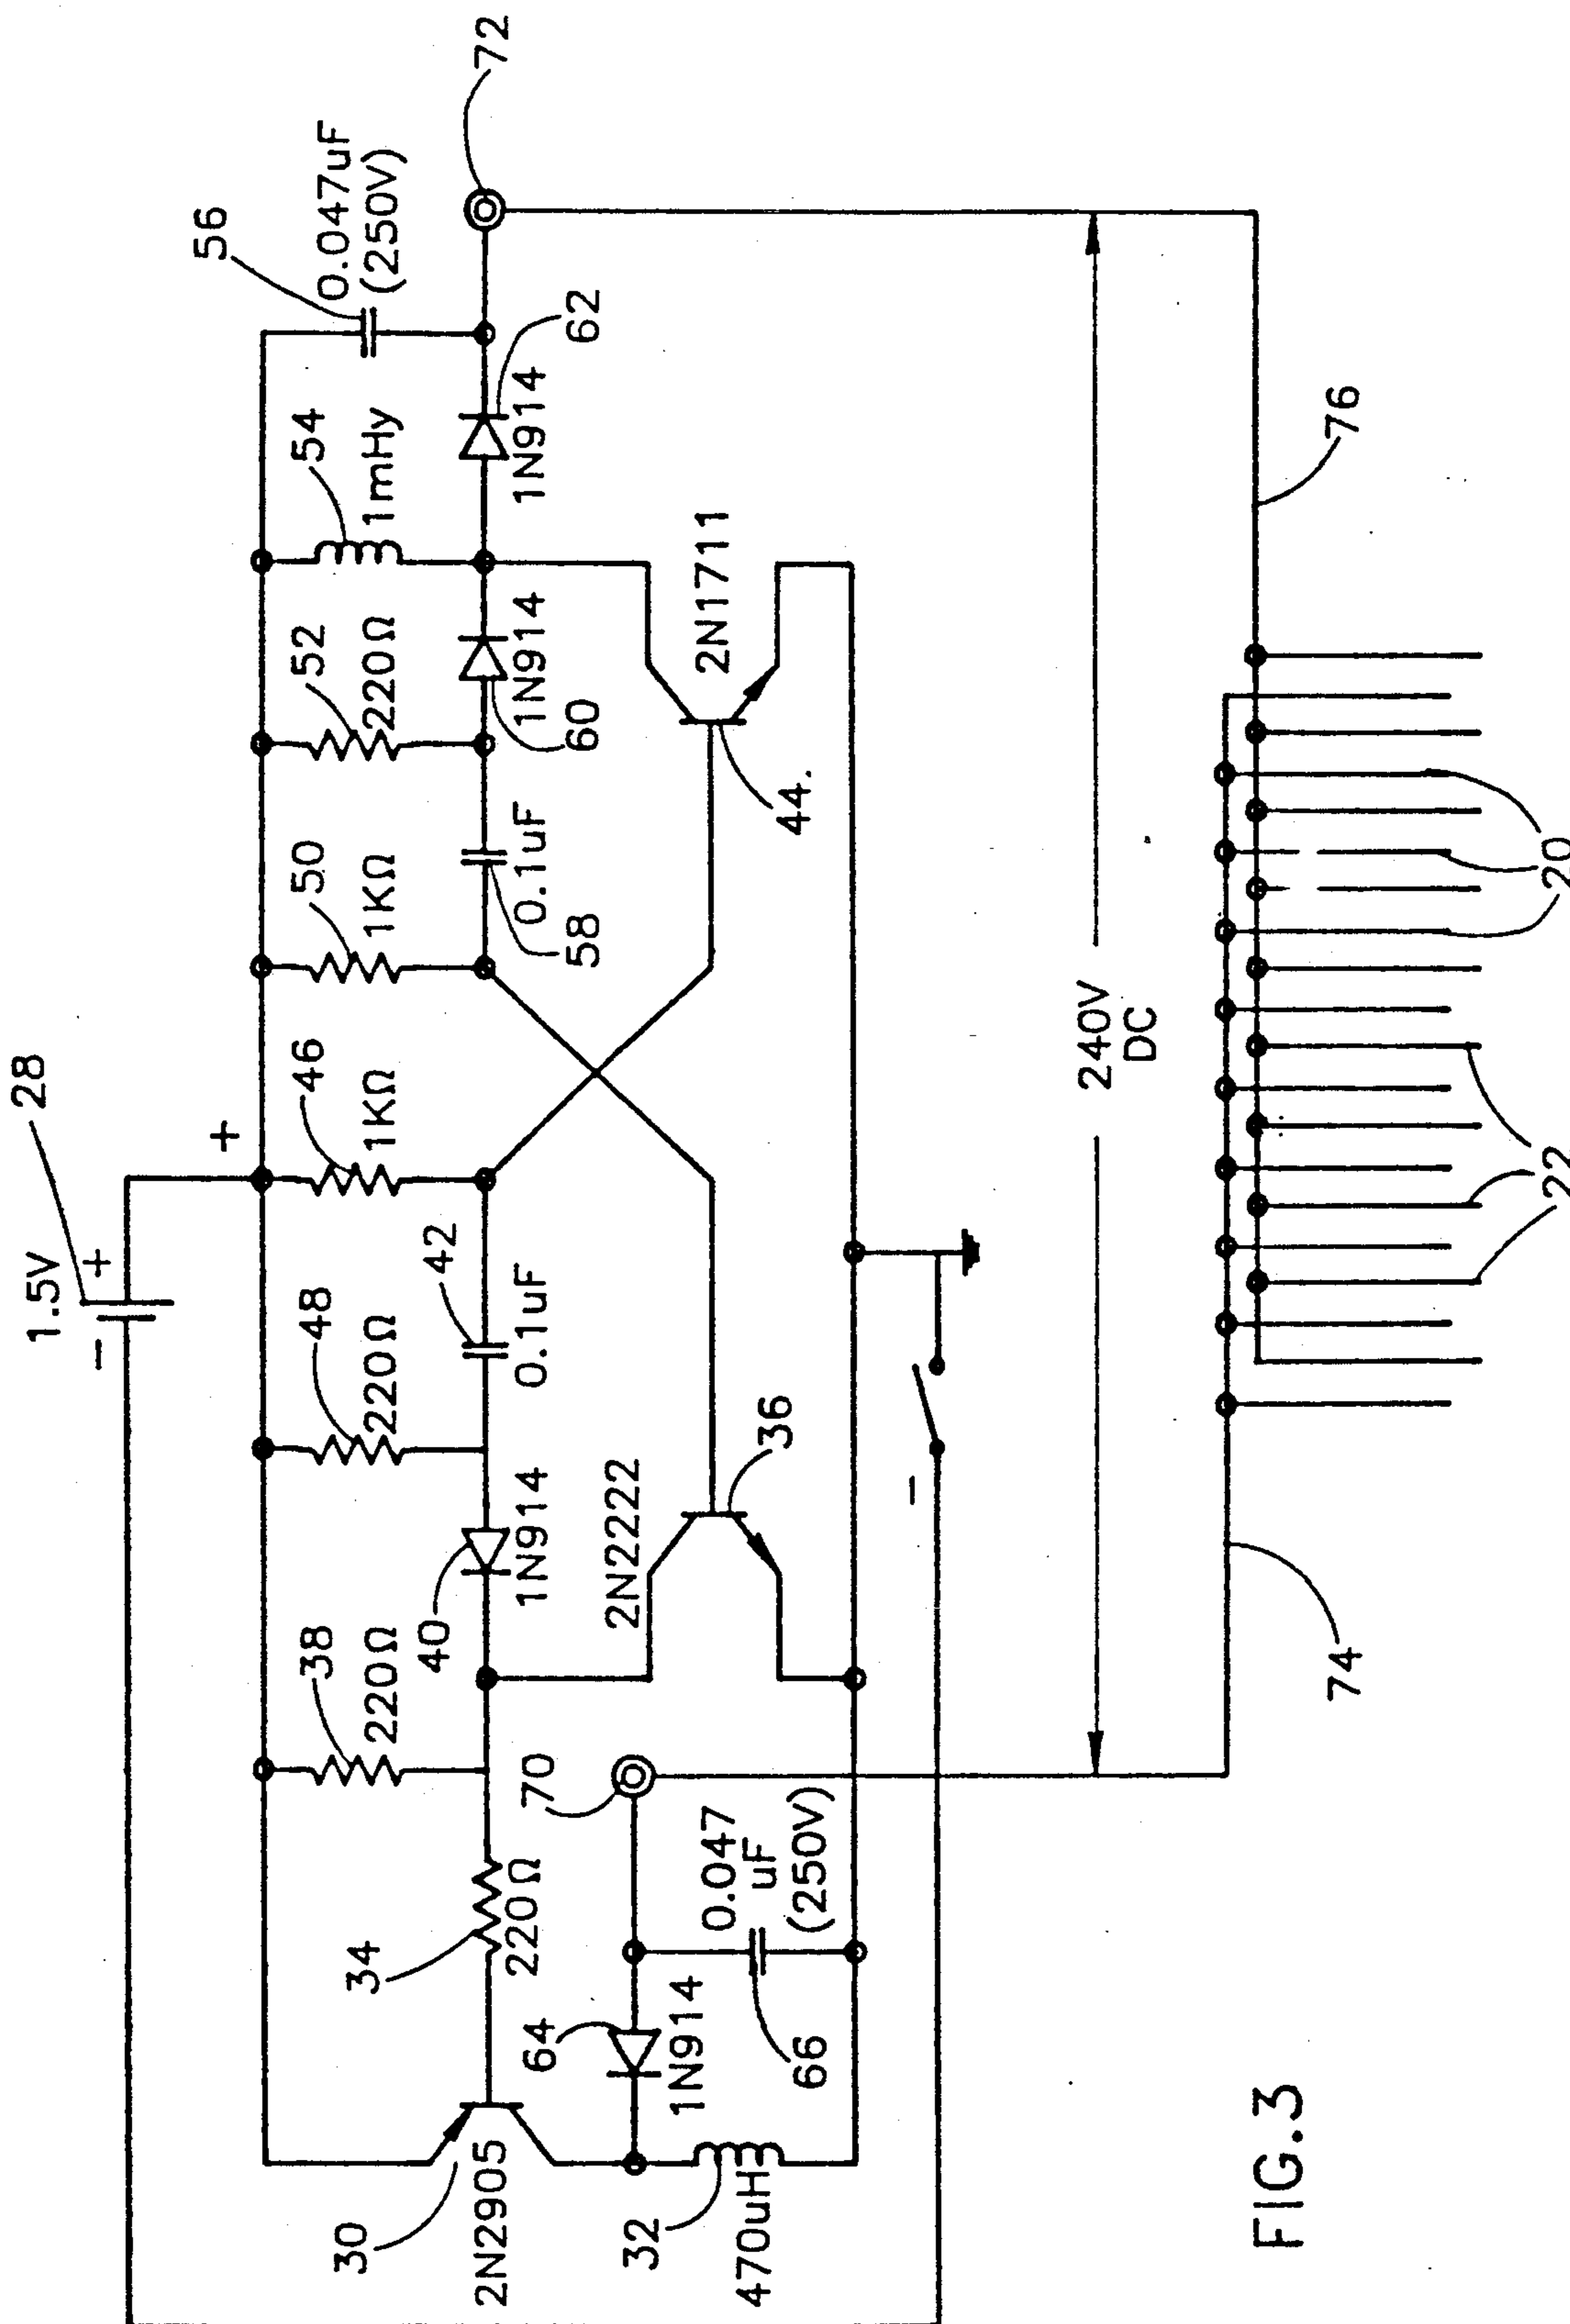 28
1.5V
+
−
+
56
0.047uF
(250V)
72
38
220Ω
48
220Ω
46
1KΩ
50
1KΩ
52
220Ω
54
1mHy
30
2N2905
34
220Ω
40
1N914
42
0.1uF
58
0.1uF
60
1N914
62
1N914
2N2222
36
2N1711
44.
70
64
1N914
0.047
uF
(250V)
66
32
470uH
−
240V
DC
74
76
22
20
FIG.3